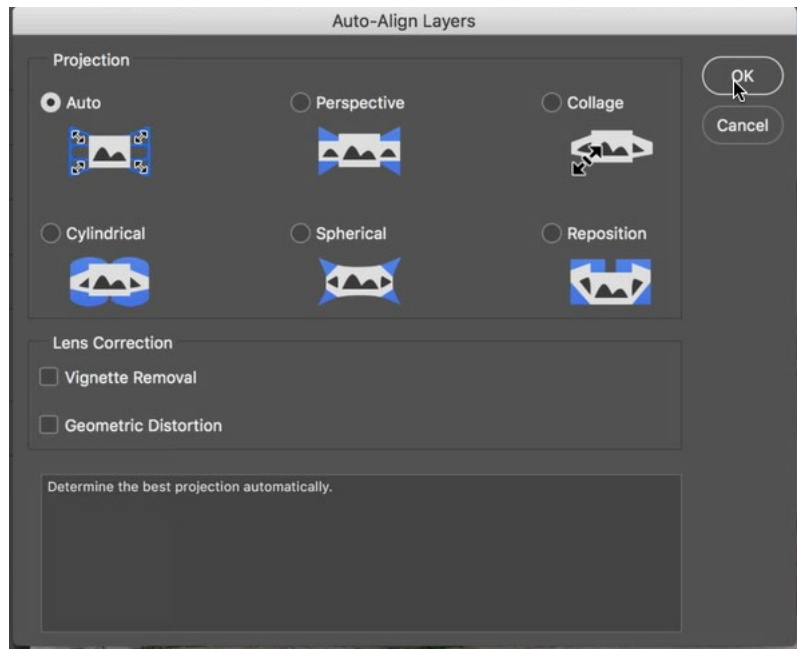 Auto-Align Layers
Projection
Auto
Perspective
Collage
Cylindrical
Spherical
Reposition
Lens Correction
Vignette Removal
Geometric Distortion
Determine the best projection automatically.
OK
Cancel